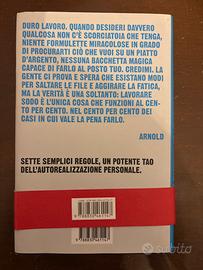 DURO LAVORO. QUANDO DESIDERI DAVVERO
QUALCOSA NON C'È SCORCIATOIA CHE TENGA,
NIENTE FORMULETTE MIRACOLOSE IN GRADO
DI PROCURARTI CIÒ CHE VUOI SU UN PIATTO
D'ARGENTO, NESSUNA BACCHETTA MAGICA
CAPACE DI FARLO AL POSTO TUO. CREDIMI. LA
GENTE CI PROVA E SPERA CHE ESISTANO MODI
PER SALTARE LE FILE E AGGIRARE LA FATICA,
MA LA VERITÀ È UNA SOLTANTO: LAVORARE
SODO È L'UNICA COSA CHE FUNZIONI AL CEN-
TO PER CENTO. NEL CENTO PER CENTO DEI
CASI IN CUI VALE LA PENA FARLO.
ARNOLD
SETTE SEMPLICI REGOLE, UN POTENTE TAO
DELL'AUTOREALIZZAZIONE PERSONALE.
Subito.it